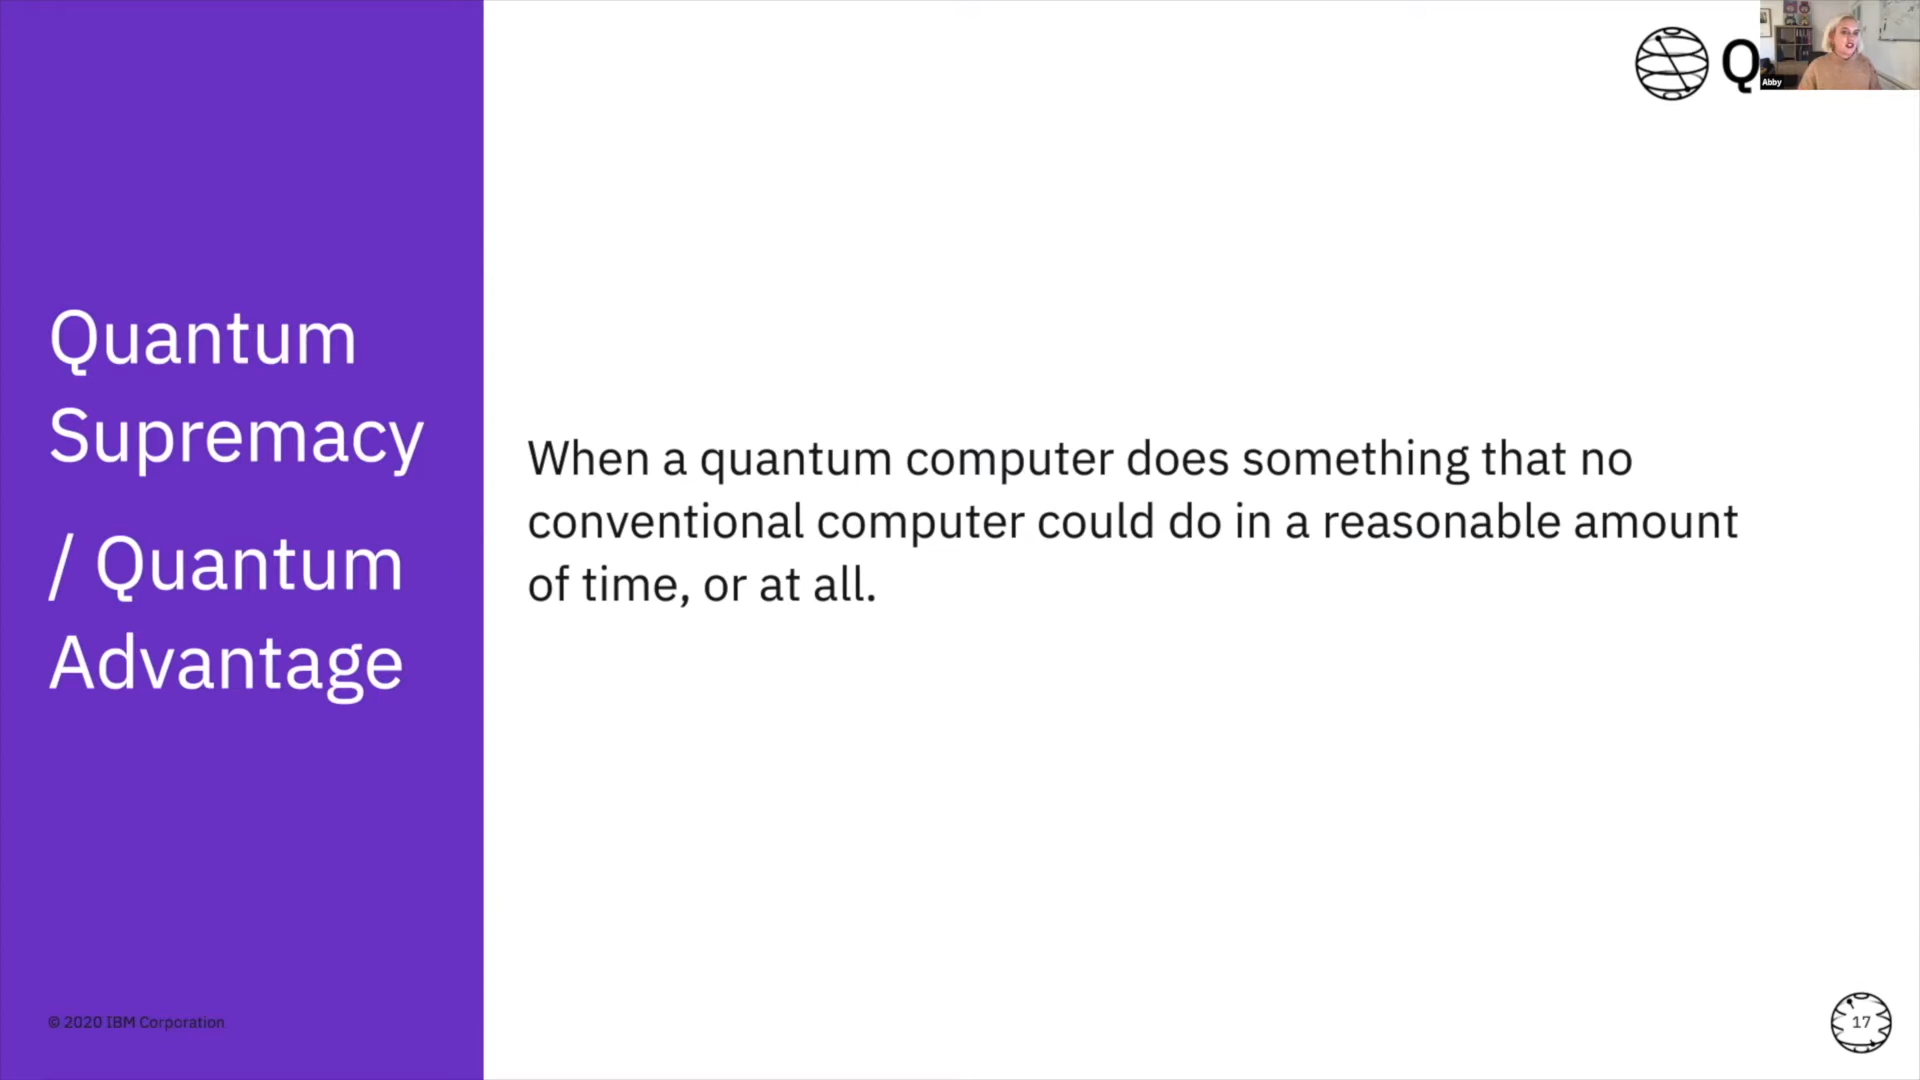 Quantum
Supremacy
/ Quantum
Advantage
When a quantum computer does something that no
conventional computer could do in a reasonable amount
of time, or at all.
Q
Abby
© 2020 IBM Corporation
17